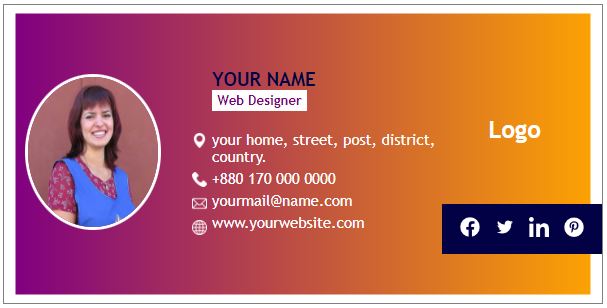 YOUR NAME
Web Designer
your home, street, post, district,
country.
+880 170 000 0000
yourmail@name.com
www.yourwebsite.com
Logo